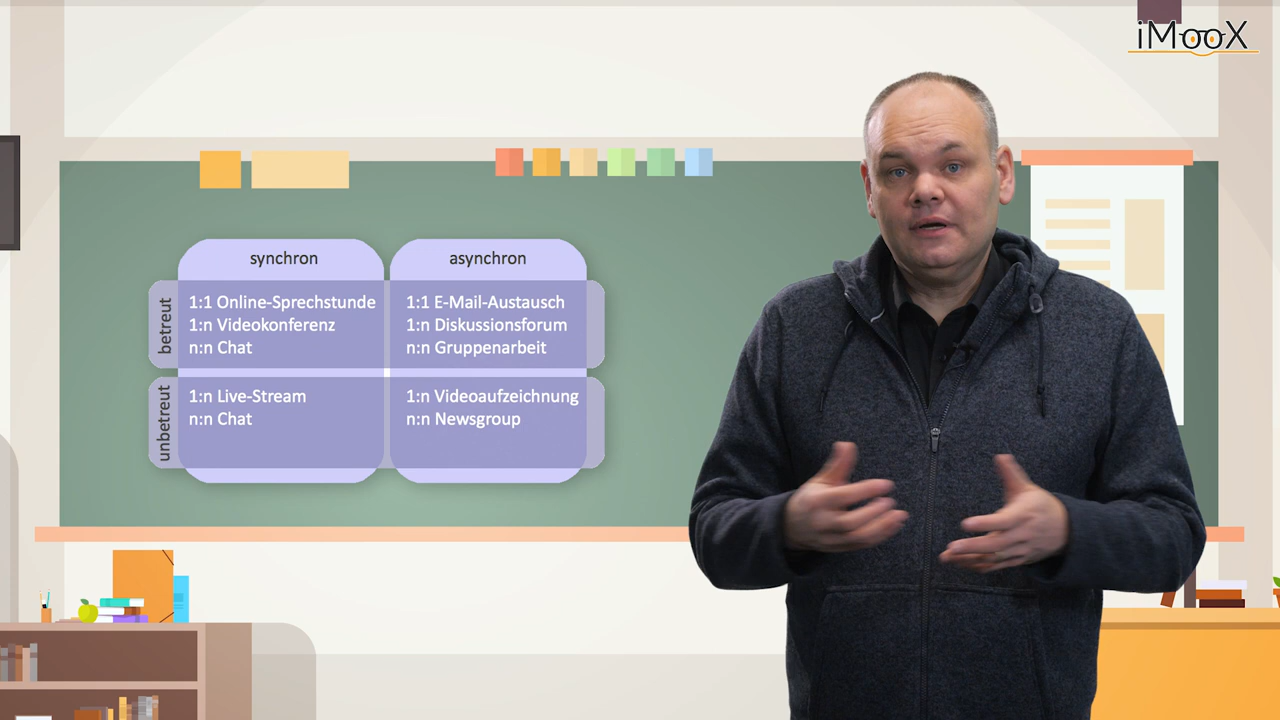 iMooX
synchron
asynchron
betreut
1:1 Online-Sprechstunde
1:n Videokonferenz
n:n Chat
1:1 E-Mail-Austausch
1:n Diskussionsforum
n:n Gruppenarbeit
unbetreut
1:n Live-Stream
n:n Chat
1:n Videoaufzeichnung
n:n Newsgroup